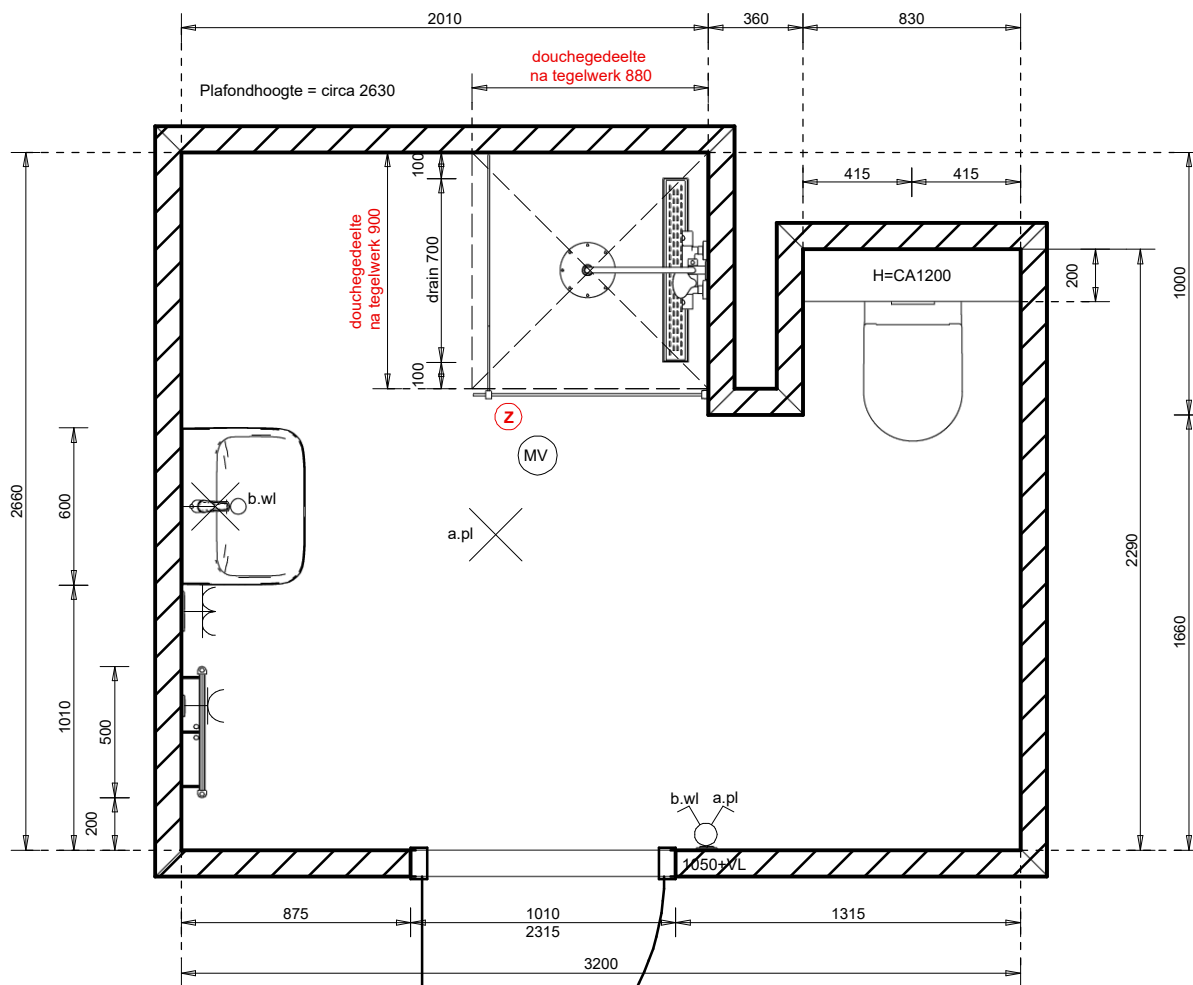 2010
360
830
douchegedeelte
na tegelwerk 880
Plafondhoogte = circa 2630
100
415
415
douchegedeelte
na tegelwerk 900
drain 700
H=CA1200
200
1000
100
Z
MV
600
b.wl
a.pl
2660
2290
1660
1010
500
200
b.wl
a.pl
1050+VL
875
1010
2315
1315
3200